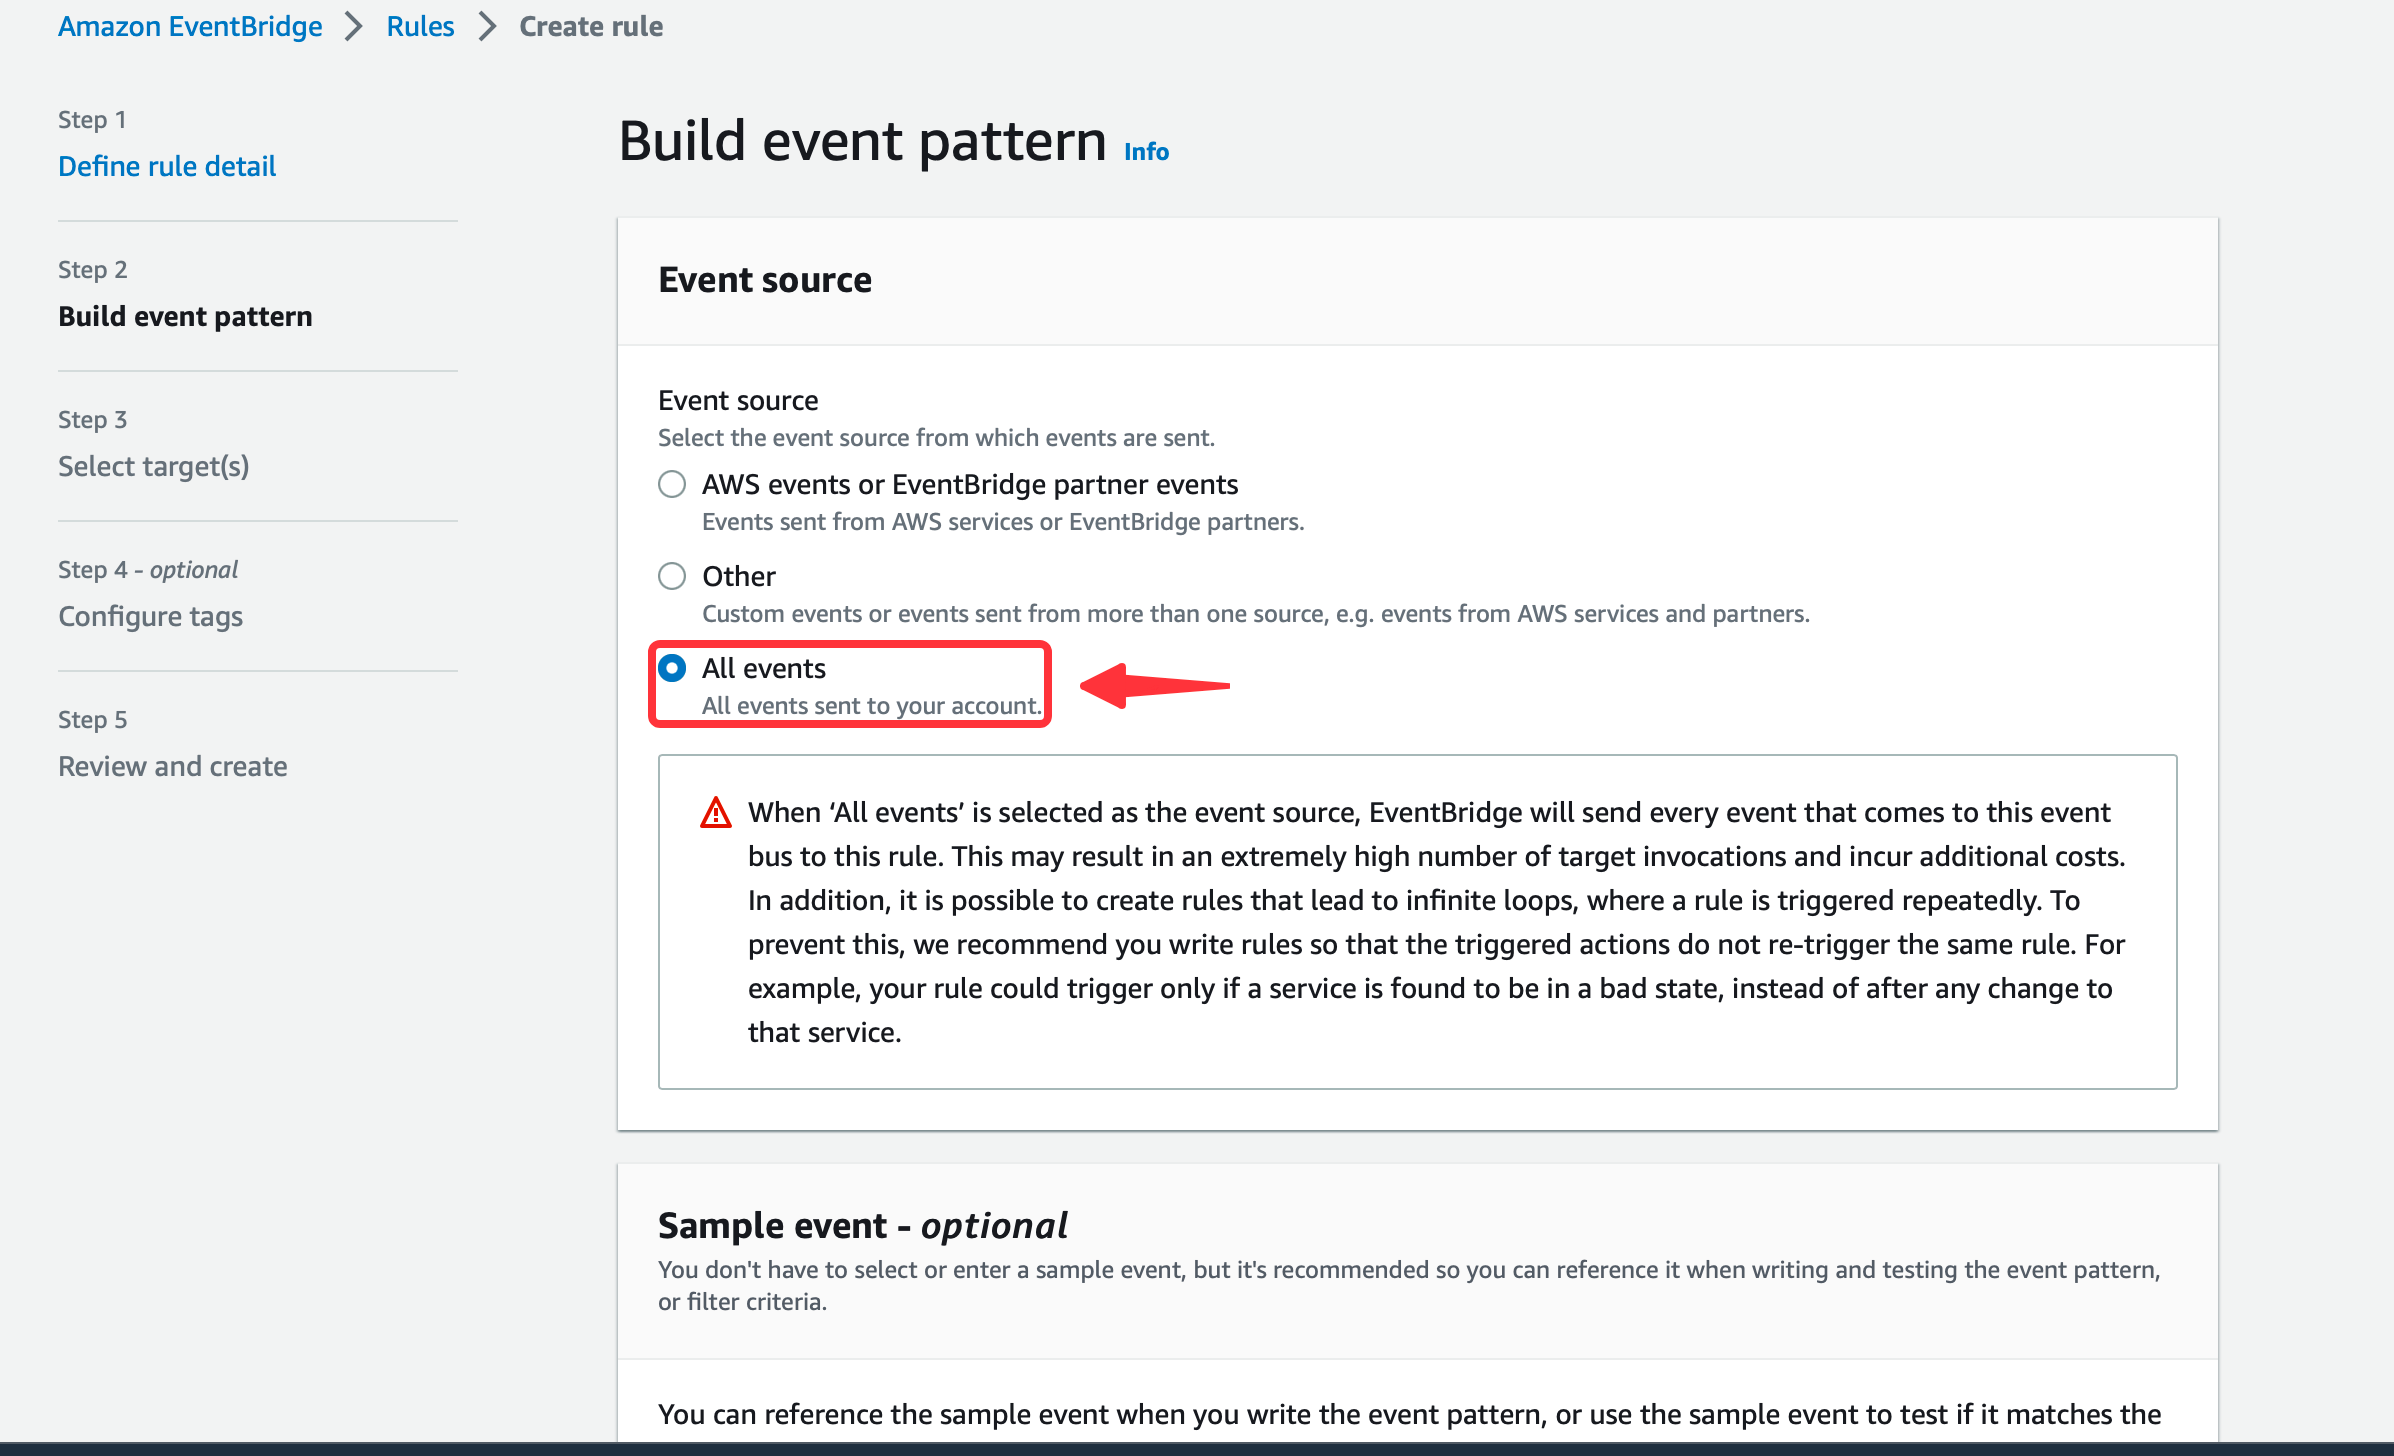 Amazon EventBridge > Rules > Create rule
Step 1
Define rule detail
Step 2
Build event pattern
Step 3
Select target(s)
Step 4 - optional
Configure tags
Step 5
Review and create
Build event pattern Info
Event source
Event source
Select the event source from which events are sent.
AWS events or EventBridge partner events
Events sent from AWS services or EventBridge partners.
Other
Custom events or events sent from more than one source, e.g. events from AWS services and partners.
All events
All events sent to your account.
When ‘All events’ is selected as the event source, EventBridge will send every event that comes to this event
bus to this rule. This may result in an extremely high number of target invocations and incur additional costs.
In addition, it is possible to create rules that lead to infinite loops, where a rule is triggered repeatedly. To
prevent this, we recommend you write rules so that the triggered actions do not re-trigger the same rule. For
example, your rule could trigger only if a service is found to be in a bad state, instead of after any change to
that service.
Sample event - optional
You don't have to select or enter a sample event, but it's recommended so you can reference it when writing and testing the event pattern,
or filter criteria.
You can reference the sample event when you write the event pattern, or use the sample event to test if it matches the